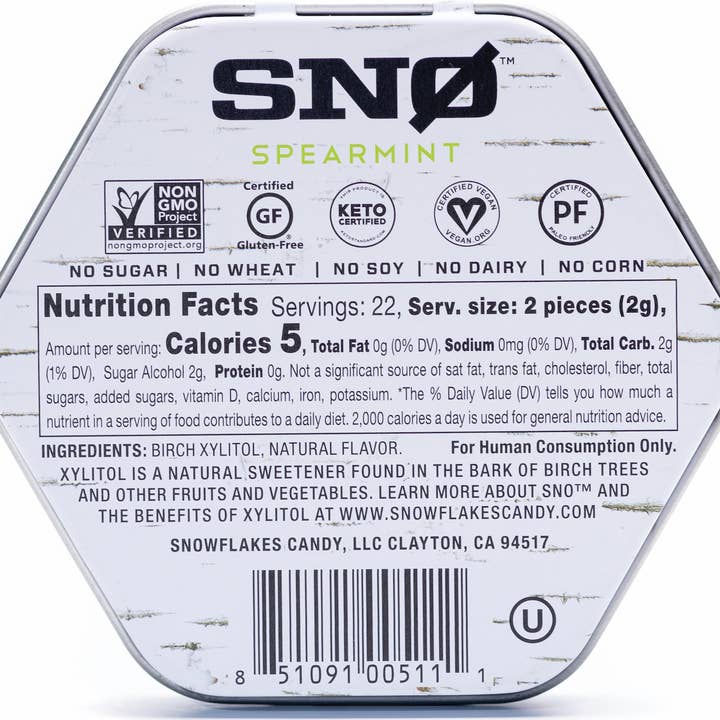 SNØ™
SPEARMINT
NON
GMO
Project
VERIFIED
nongmoproject.org
Certified
GF
Gluten-Free
THIS PRODUCT IS
KETO
CERTIFIED
KETOSTANDARD.COM
CERTIFIED VEGAN
V
VEGAN.ORG
CERTIFIED
PF
PALEO FRIENDLY
NO SUGAR | NO WHEAT | NO SOY | NO DAIRY | NO CORN
Nutrition Facts Servings: 22, Serv. size: 2 pieces (2g),
Amount per serving: Calories 5, Total Fat 0g (0% DV), Sodium 0mg (0% DV), Total Carb. 2g
(1% DV), Sugar Alcohol 2g, Protein 0g. Not a significant source of sat fat, trans fat, cholesterol, fiber, total
sugars, added sugars, vitamin D, calcium, iron, potassium. *The % Daily Value (DV) tells you how much a
nutrient in a serving of food contributes to a daily diet. 2,000 calories a day is used for general nutrition advice.
INGREDIENTS: BIRCH XYLITOL, NATURAL FLAVOR. For Human Consumption Only.
XYLITOL IS A NATURAL SWEETENER FOUND IN THE BARK OF BIRCH TREES
AND OTHER FRUITS AND VEGETABLES. LEARN MORE ABOUT SNO™ AND
THE BENEFITS OF XYLITOL AT WWW.SNOWFLAKESCANDY.COM
SNOWFLAKES CANDY, LLC CLAYTON, CA 94517
U
8 51091 00511 1
F